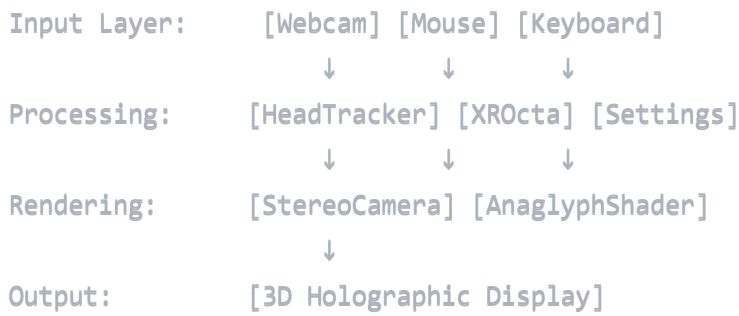 Input Layer: [Webcam] [Mouse] [Keyboard]
↓ ↓ ↓
Processing: [HeadTracker] [XROcta] [Settings]
↓ ↓ ↓
Rendering: [StereoCamera] [AnaglyphShader]
↓
Output: [3D Holographic Display]